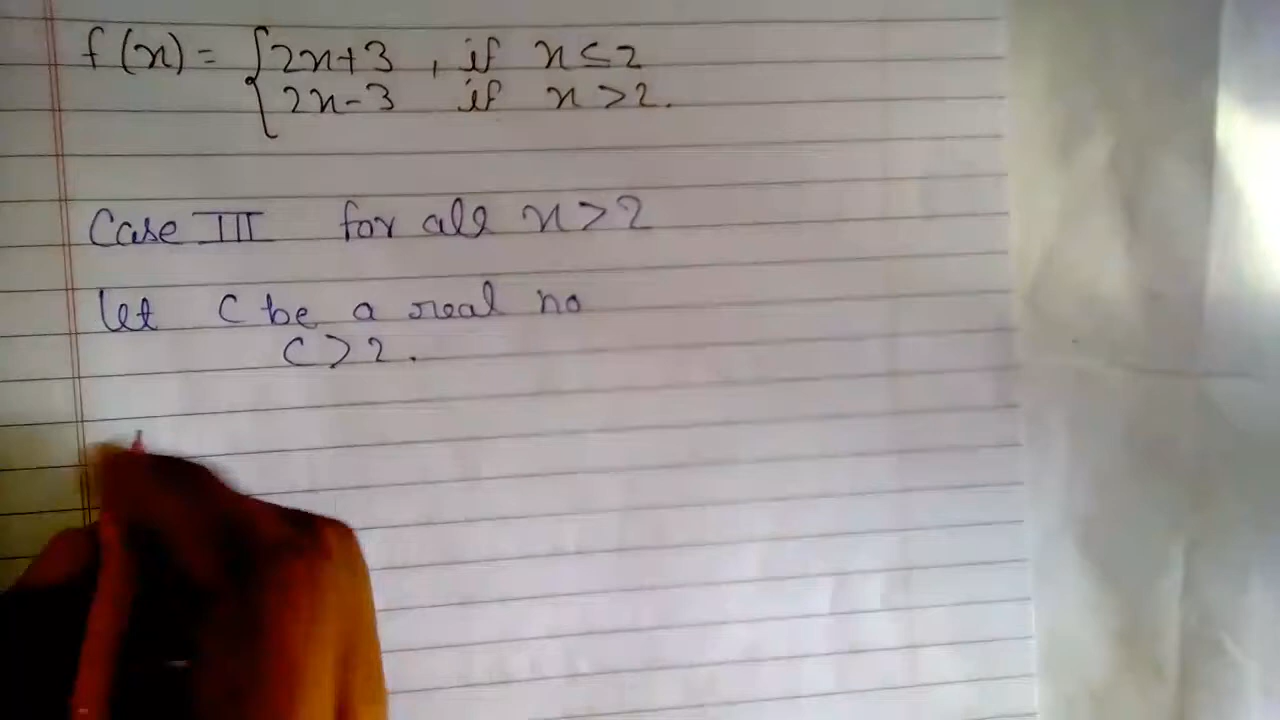 f(x) = { 2x+3 , if x ≤ 2
2x-3 if x > 2.
Case III for all x > 2
let c be a real no
c > 2.